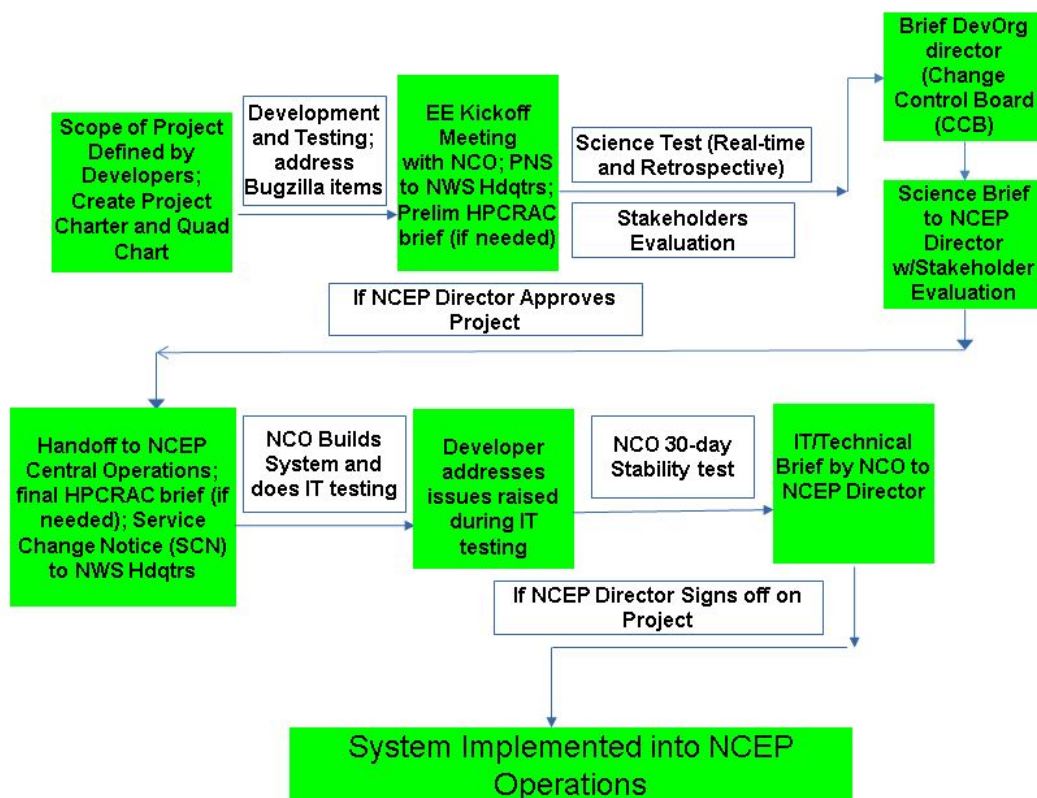 Scope of Project
Defined by
Developers;
Create Project
Charter and Quad
Chart
Development
and Testing;
address
Bugzilla items
EE Kickoff
Meeting
with NCO; PNS
to NWS Hdqtrs;
Prelim HPCRAC
brief (if needed)
Science Test (Real-time
and Retrospective)
Stakeholders
Evaluation
Brief DevOrg
director
(Change
Control Board
(CCB)
Science Brief
to NCEP
Director
w/Stakeholder
Evaluation
If NCEP Director Approves
Project
Handoff to NCEP
Central Operations;
final HPCRAC brief (if
needed); Service
Change Notice (SCN)
to NWS Hdqtrs
NCO Builds
System and
does IT testing
Developer
addresses
issues raised
during IT
testing
NCO 30-day
Stability test
IT/Technical
Brief by NCO to
NCEP Director
If NCEP Director Signs off on
Project
System Implemented into NCEP
Operations